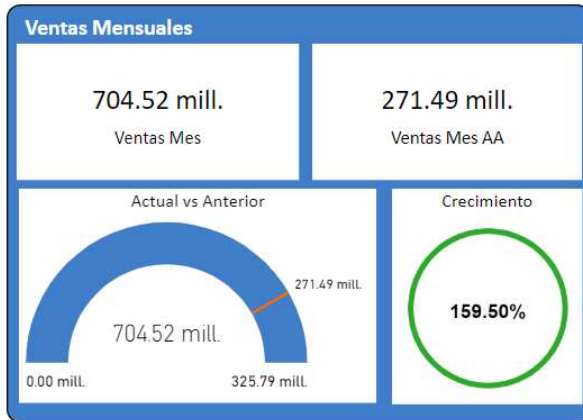 Ventas Mensuales
704.52 mill.
Ventas Mes
271.49 mill.
Ventas Mes AA
Actual vs Anterior
271.49 mill.
704.52 mill.
0.00 mill.
325.79 mill.
Crecimiento
159.50%